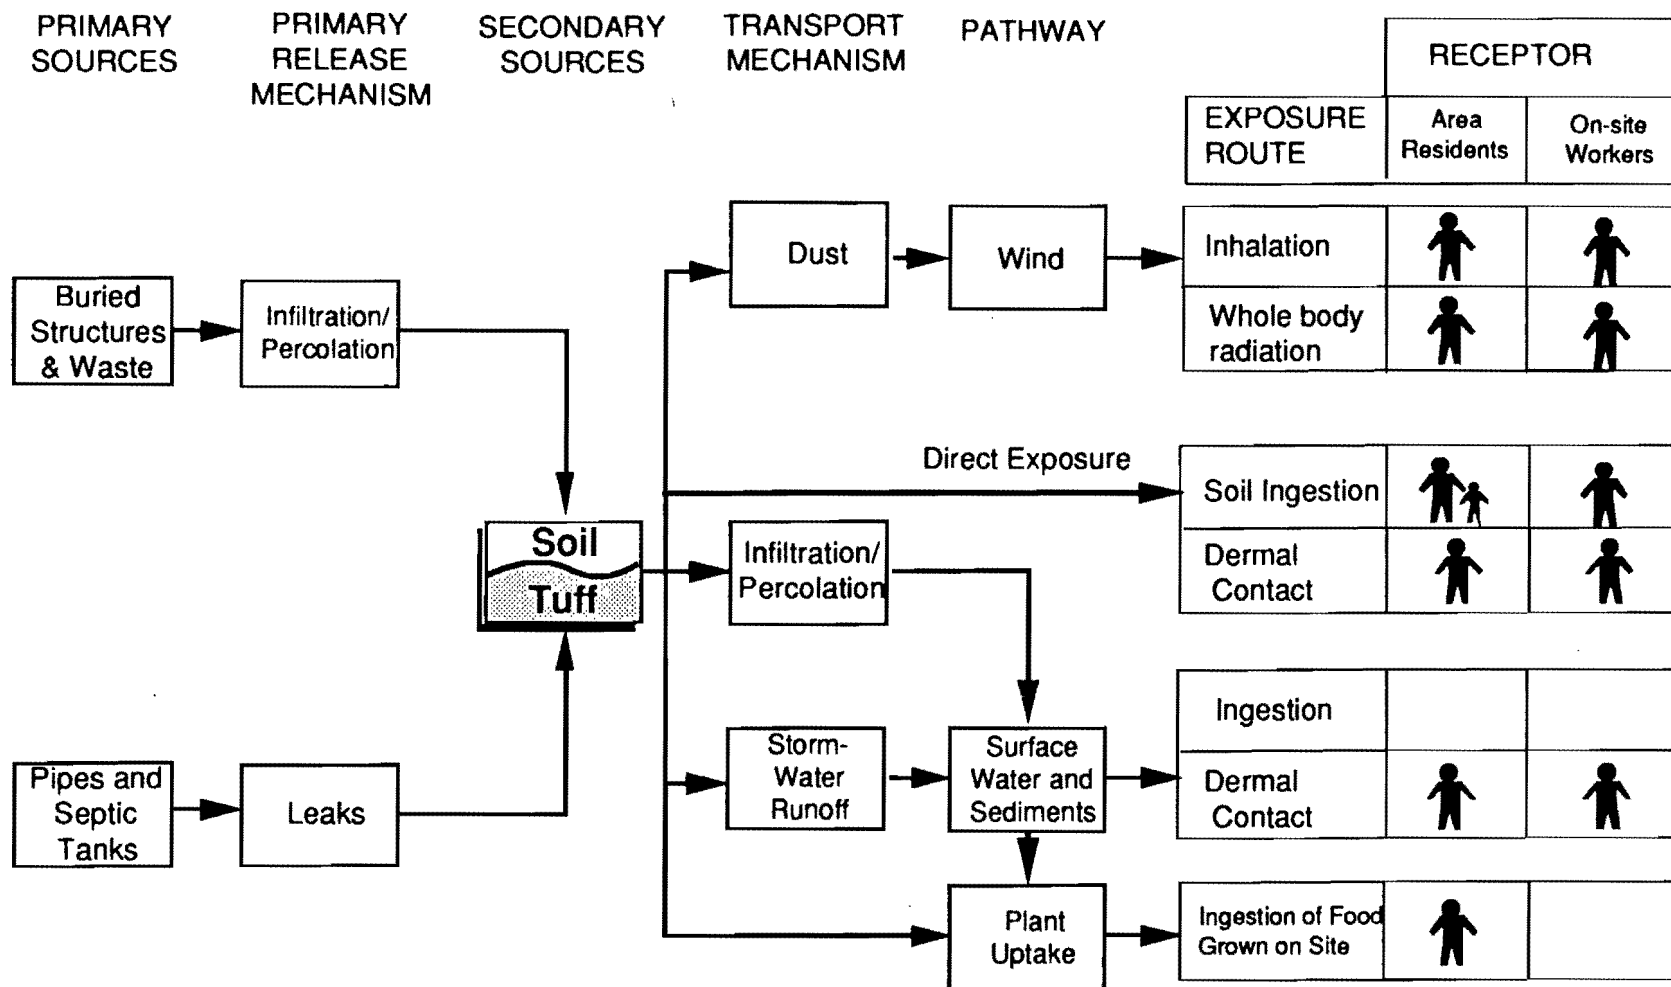 PRIMARY
SOURCES
PRIMARY
RELEASE
MECHANISM
SECONDARY
SOURCES
TRANSPORT
MECHANISM
PATHWAY
RECEPTOR
EXPOSURE
ROUTE
Area
Residents
On-site
Workers
Dust
Wind
Inhalation
Whole body
radiation
Buried
Structures
& Waste
Infiltration/
Percolation
Direct Exposure
Soil Ingestion
Dermal
Contact
Soil
Tuff
Infiltration/
Percolation
Pipes and
Septic
Tanks
Leaks
Storm-
Water
Runoff
Surface
Water and
Sediments
Ingestion
Dermal
Contact
Plant
Uptake
Ingestion of Food
Grown on Site